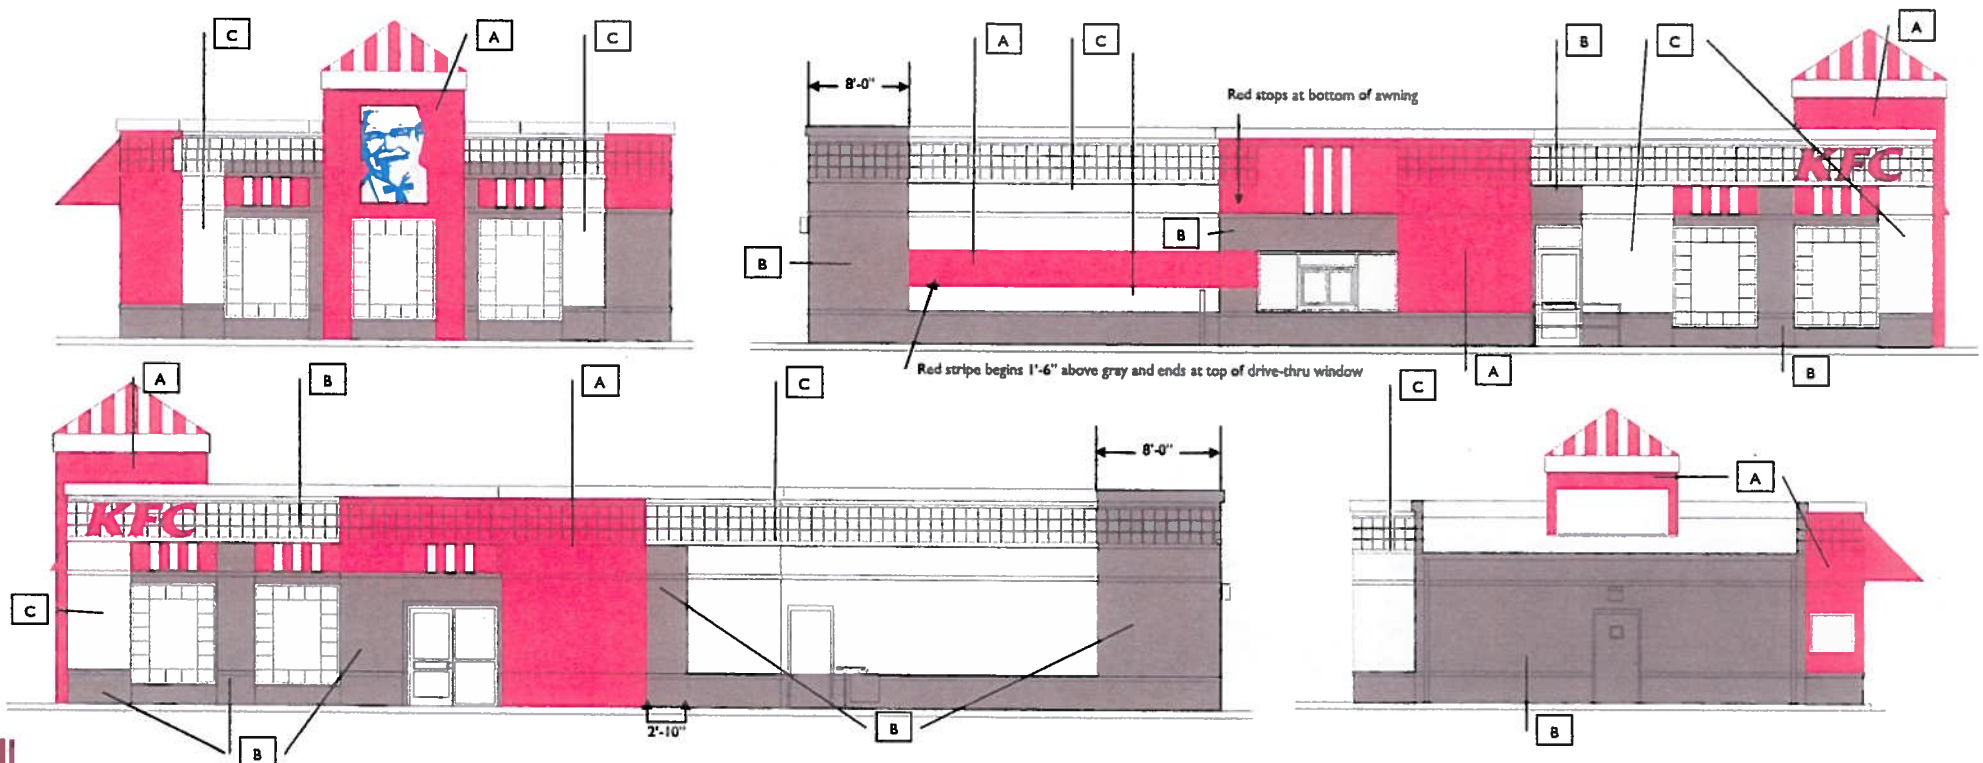 C
A
C
A
C
B
C
A
8'-0"
Red stops at bottom of awning
KFC
B
B
Red stripe begins 1'-6" above gray and ends at top of drive-thru window
A
B
A
B
A
C
C
8'-0"
A
KFC
C
2'-10"
B
B
B